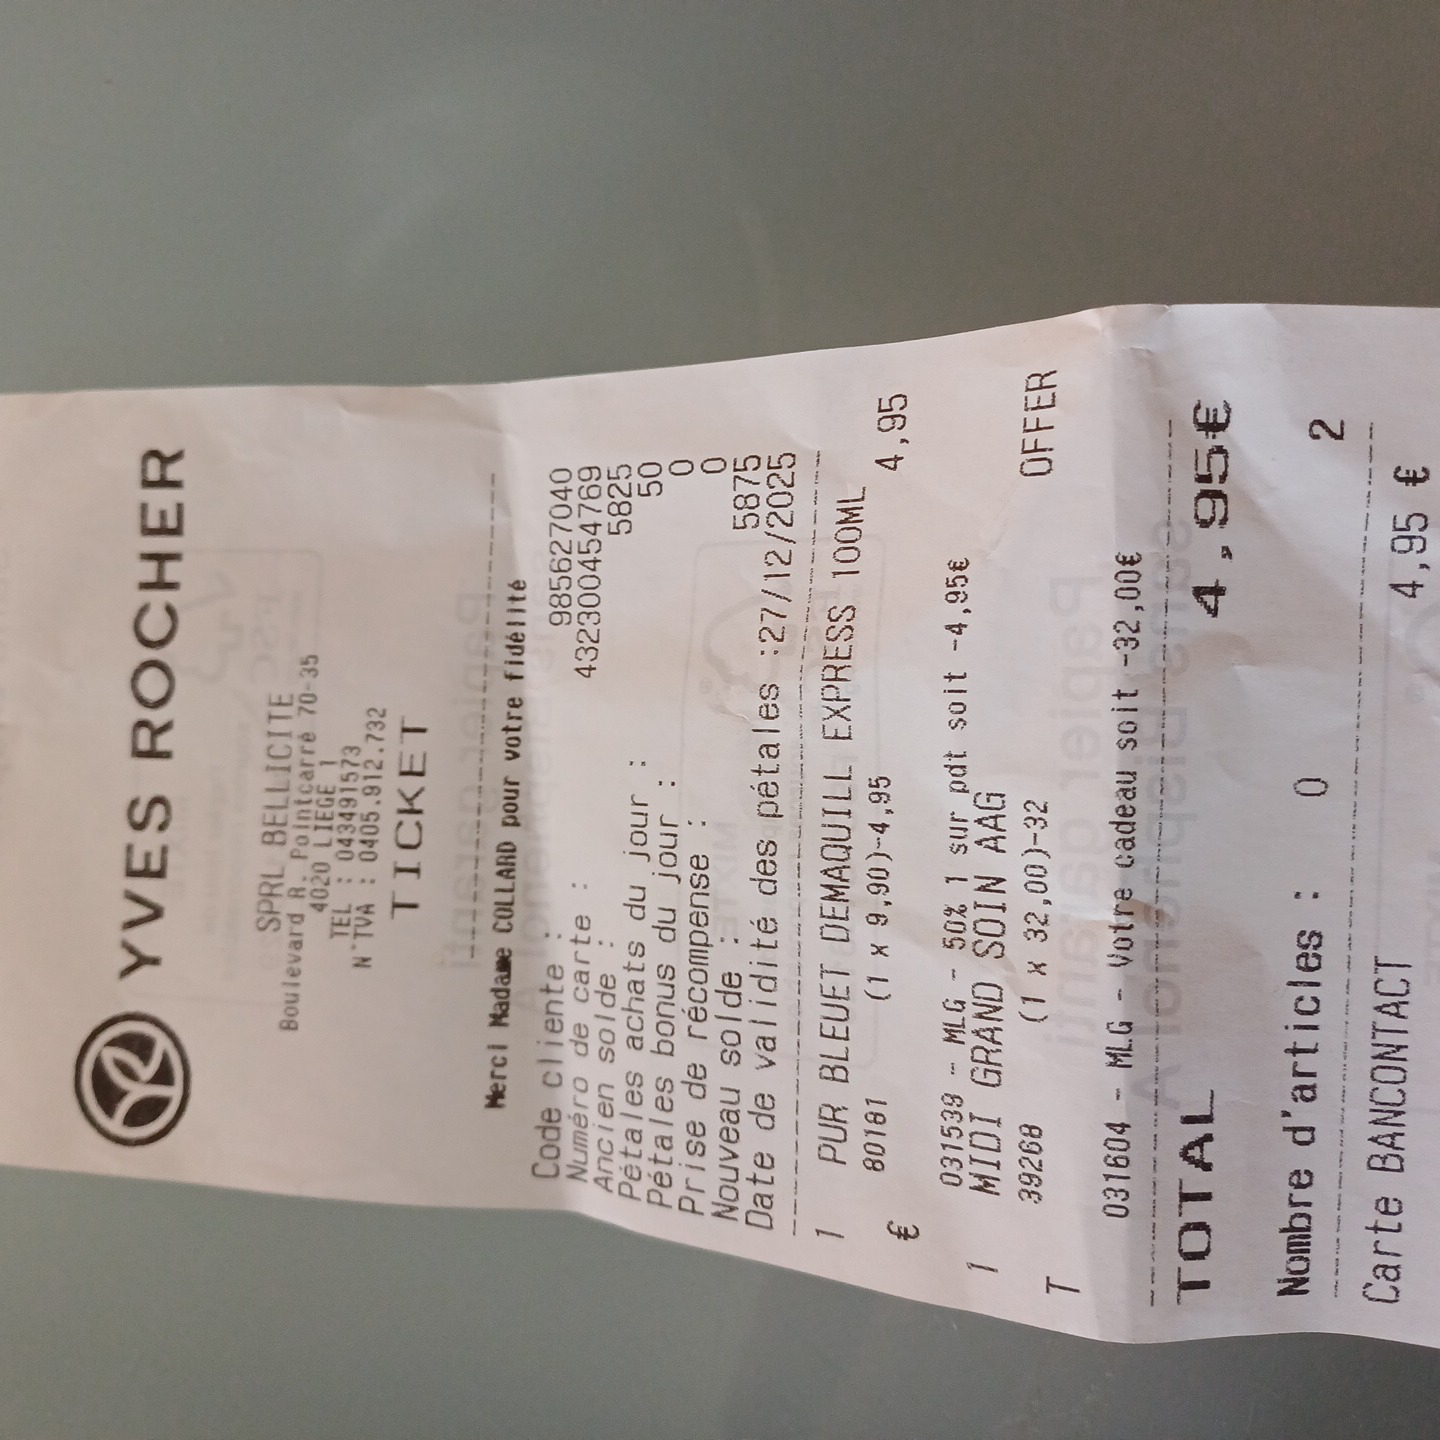 YVES ROCHER
SPRL BELLICITE
Boulevard R. Pointcarré 70-35
4020 LIEGE 1
TEL : 043491573
N°TVA : 0405.912.732
TICKET
Merci Madame COLLARD pour votre fidélité
Code cliente : 985627040
Numéro de carte : 4323004547​69
Ancien solde : 5825
Pétales achats du jour : 50
Pétales bonus du jour : 0
Prise de récompense : 0
Nouveau solde : 5875
Date de validité des pétales :27/12/2025
1 PUR BLEUET DEMAQUILL EXPRESS 100ML
80181 (1 x 9,90)-4,95 4,95
€
031539 - MLG - 50% 1 sur pdt soit -4,95€
1 MIDI GRAND SOIN AAG
39268 (1 x 32,00)-32 OFFER
T
031604 - MLG - Votre cadeau soit -32,00€
TOTAL 4,95€
Nombre d'articles : 0 2
Carte BANCONTACT 4,95 €